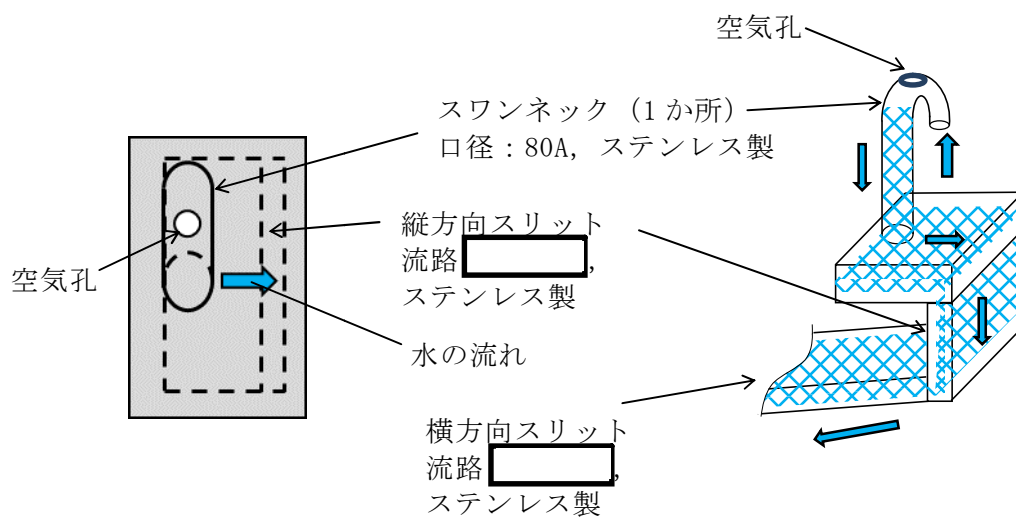 空気孔
スワンネック（1か所）
口径：80A，ステンレス製
縦方向スリット
流路　　　，
ステンレス製
空気孔
水の流れ
横方向スリット
流路　　　，
ステンレス製